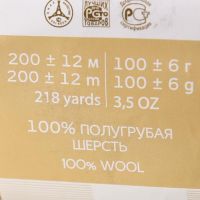 200 ± 12 м 100 ± 6 г
200 ± 12 m 100 ± 6 g
218 yards 3,5 OZ
100% ПОЛУГРУБАЯ
ШЕРСТЬ
100% WOOL